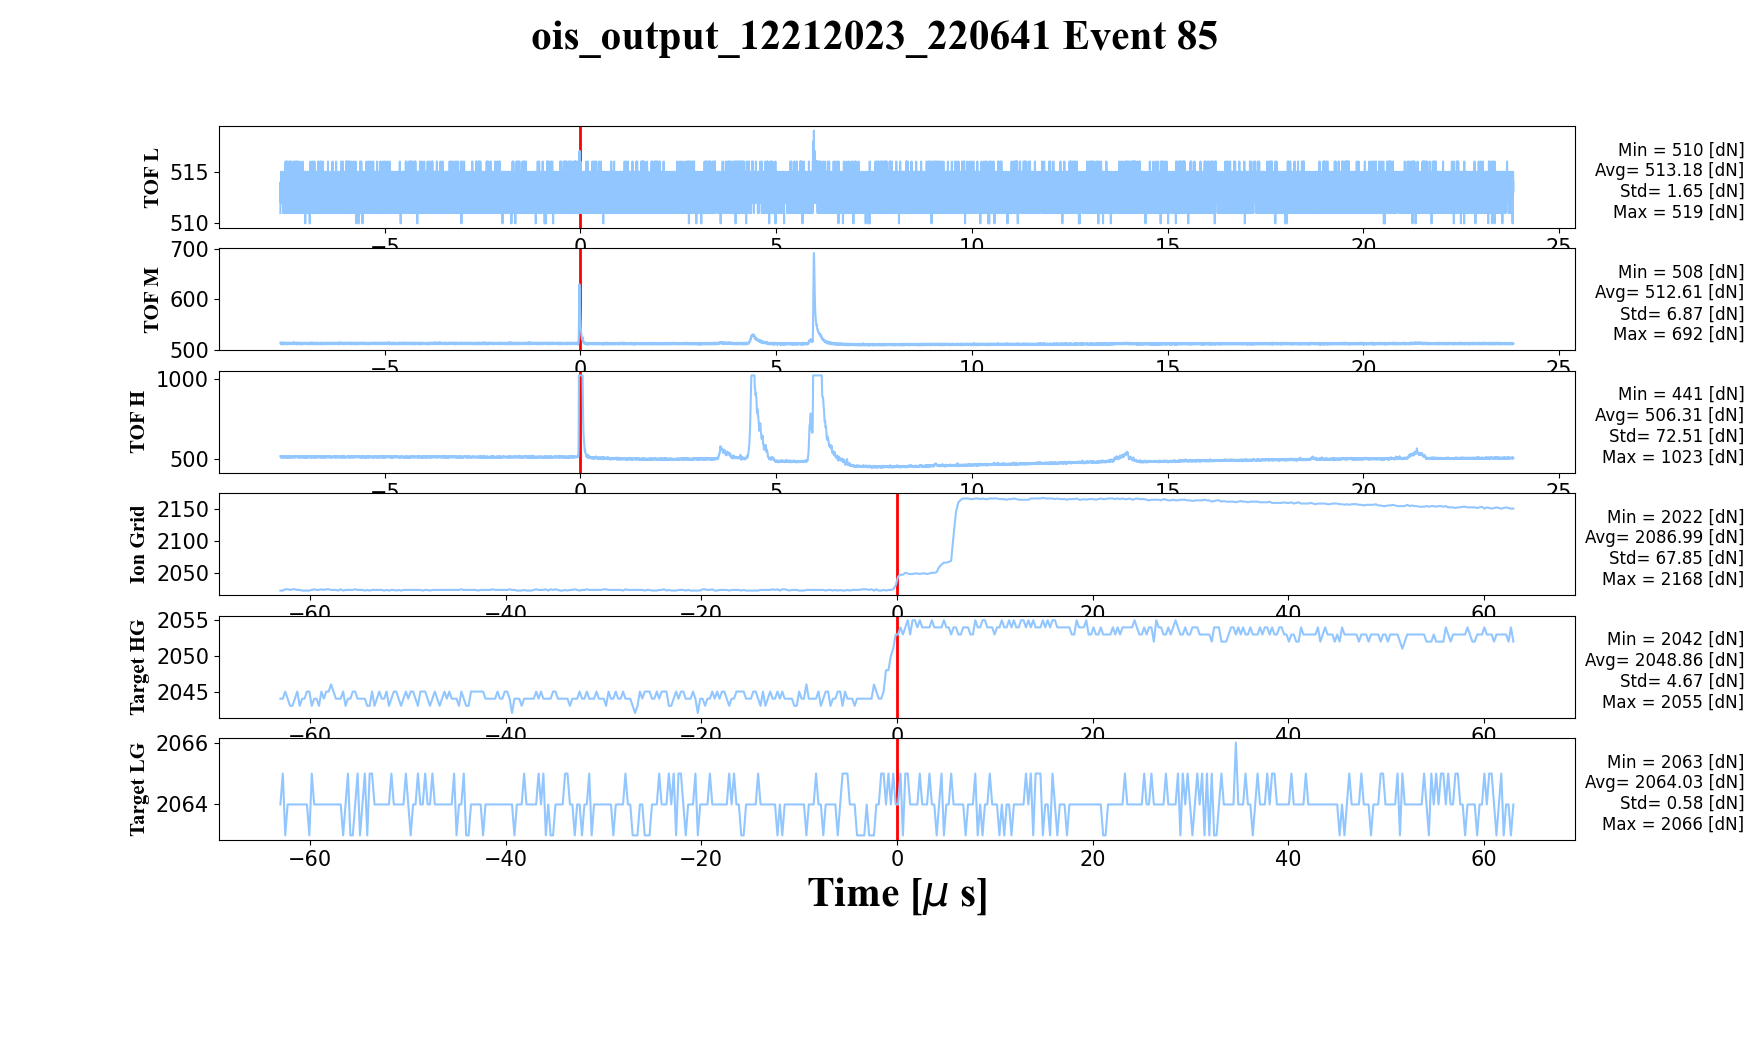 ois_output_12212023_220641 Event 85
TOF L
515
510
−5 0 5 10 15 20 25
Min = 510 [dN]
Avg= 513.18 [dN]
Std= 1.65 [dN]
Max = 519 [dN]
TOF M
700
600
500
−5 0 5 10 15 20 25
Min = 508 [dN]
Avg= 512.61 [dN]
Std= 6.87 [dN]
Max = 692 [dN]
TOF H
1000
500
−5 0 5 10 15 20 25
Min = 441 [dN]
Avg= 506.31 [dN]
Std= 72.51 [dN]
Max = 1023 [dN]
Ion Grid
2150
2100
2050
−60 −40 −20 0 20 40 60
Min = 2022 [dN]
Avg= 2086.99 [dN]
Std= 67.85 [dN]
Max = 2168 [dN]
Target HG
2055
2050
2045
−60 −40 −20 0 20 40 60
Min = 2042 [dN]
Avg= 2048.86 [dN]
Std= 4.67 [dN]
Max = 2055 [dN]
Target LG
2066
2064
−60 −40 −20 0 20 40 60
Min = 2063 [dN]
Avg= 2064.03 [dN]
Std= 0.58 [dN]
Max = 2066 [dN]
Time [μ s]